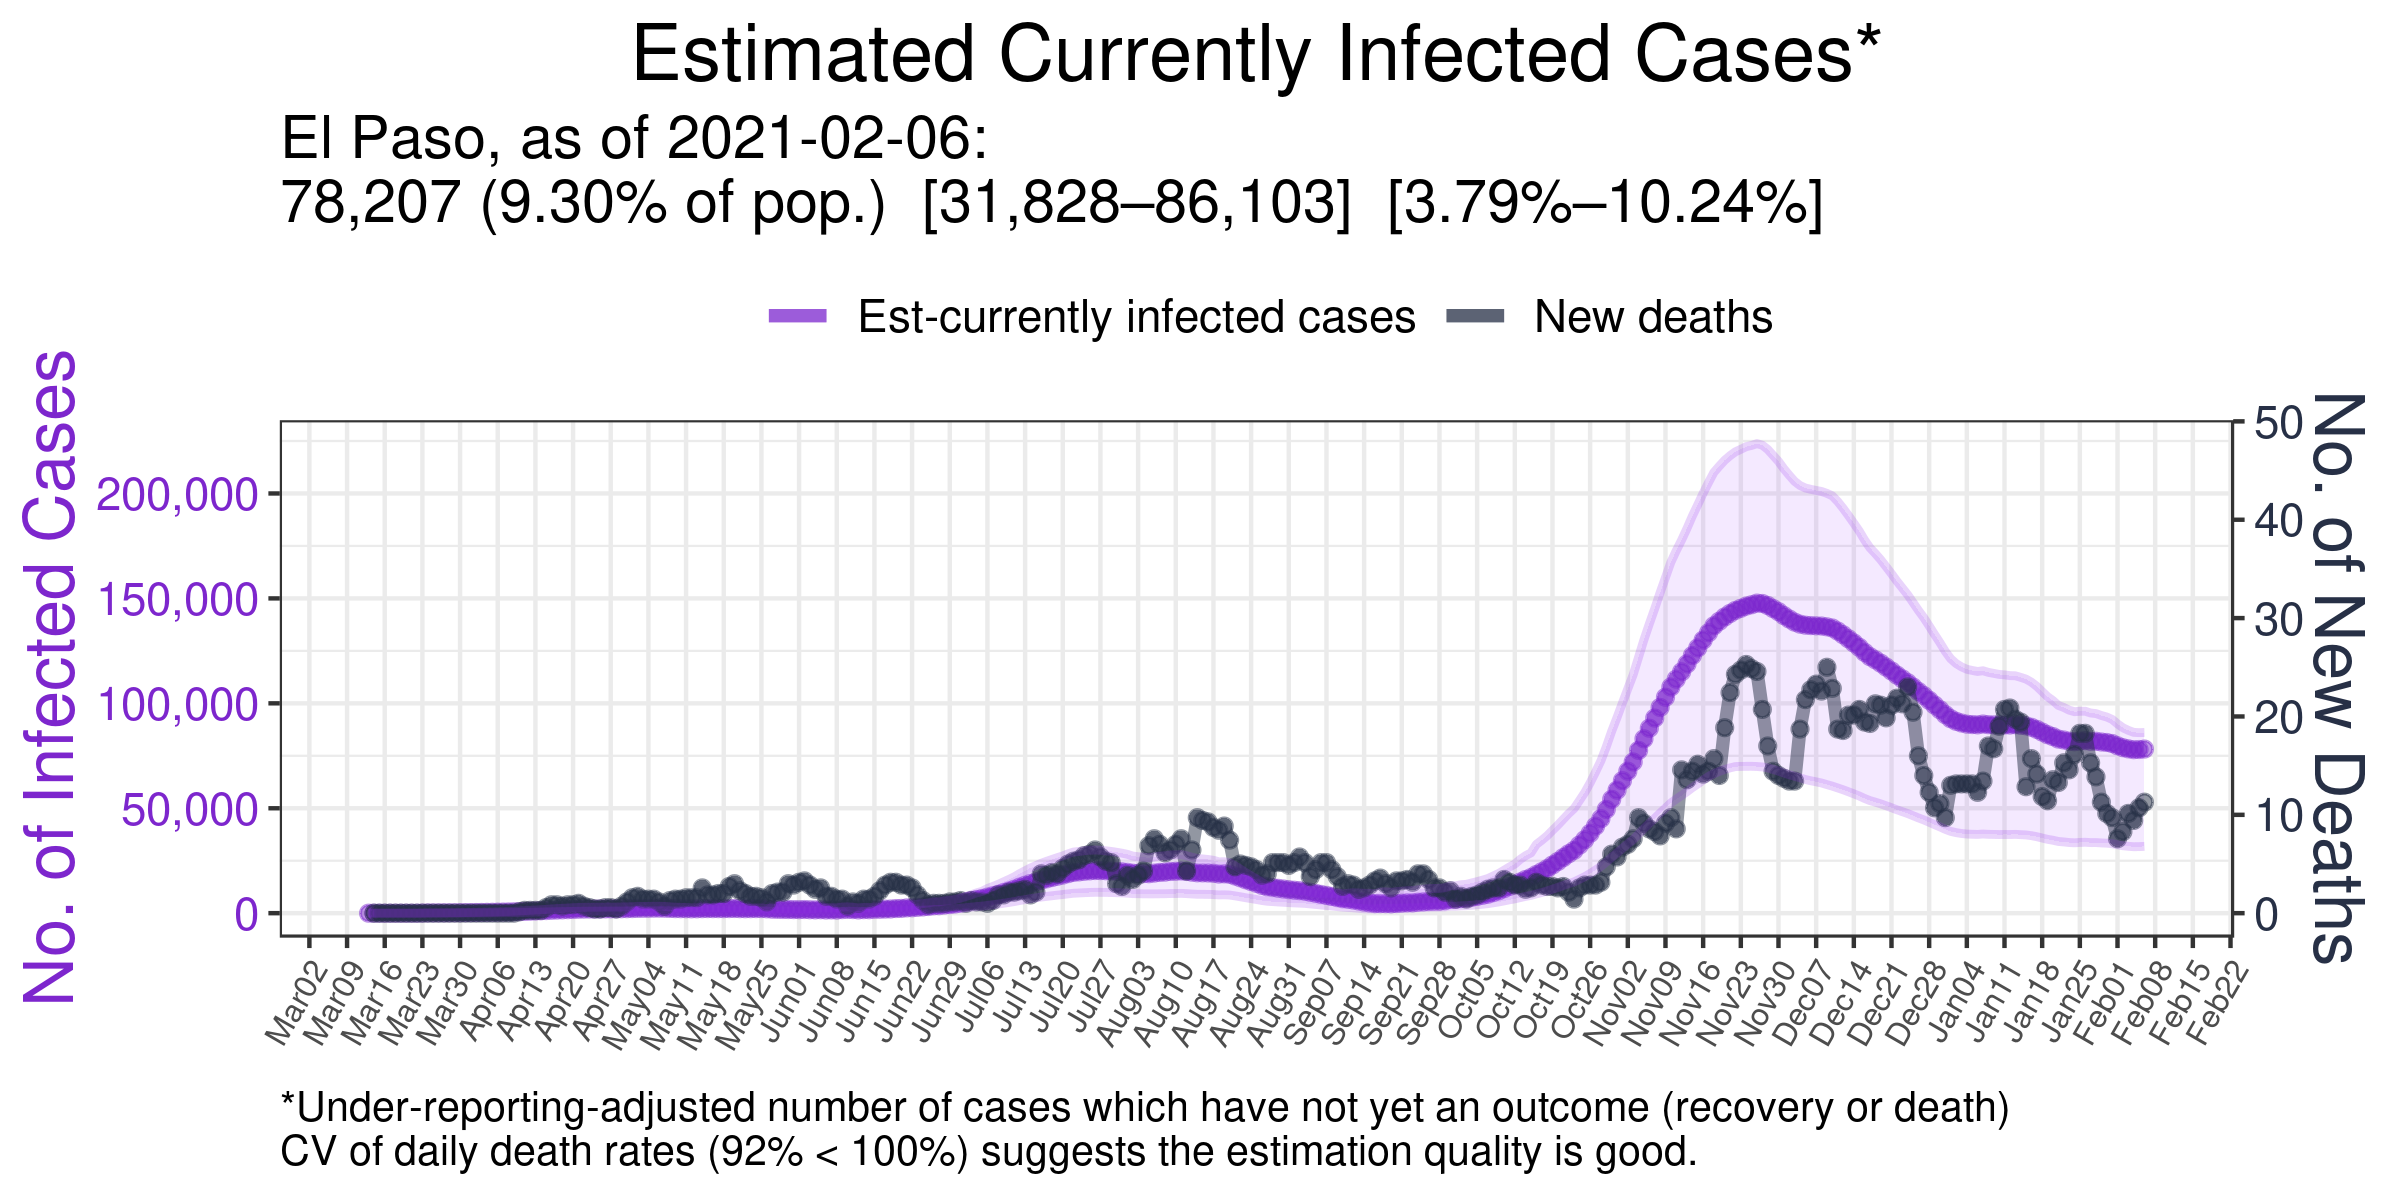 Estimated Currently Infected Cases*
El Paso, as of 2021-02-06:
78,207 (9.30% of pop.) [31,828–86,103] [3.79%–10.24%]
Est-currently infected cases
New deaths
No. of Infected Cases
200,000
150,000
100,000
50,000
0
50
40
30
20
10
0
No. of New Deaths
Mar02
Mar09
Mar16
Mar23
Mar30
Apr06
Apr13
Apr20
Apr27
May04
May11
May18
May25
Jun01
Jun08
Jun15
Jun22
Jun29
Jul06
Jul13
Jul20
Jul27
Aug03
Aug10
Aug17
Aug24
Aug31
Sep07
Sep14
Sep21
Sep28
Oct05
Oct12
Oct19
Oct26
Nov02
Nov09
Nov16
Nov23
Nov30
Dec07
Dec14
Dec21
Dec28
Jan04
Jan11
Jan18
Jan25
Feb01
Feb08
Feb15
Feb22
*Under-reporting-adjusted number of cases which have not yet an outcome (recovery or death)
CV of daily death rates (92% < 100%) suggests the estimation quality is good.